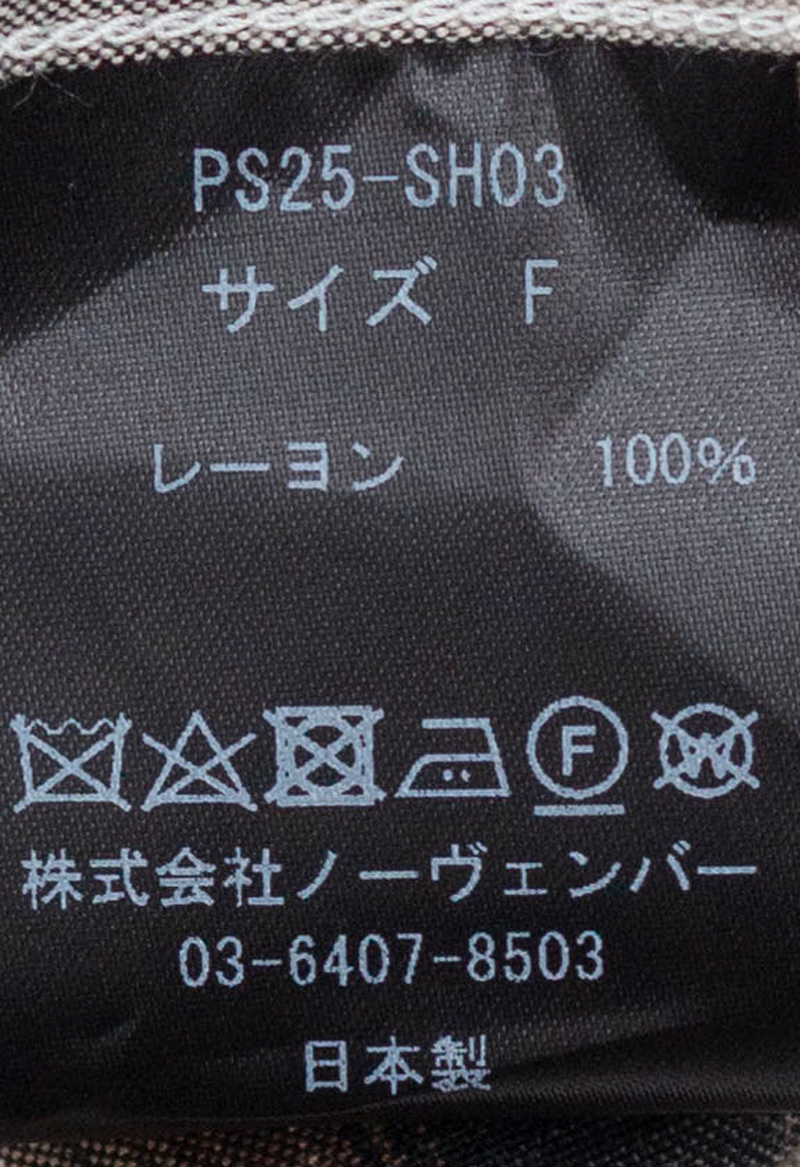 PS25-SH03
サイズ F
レーヨン 100%
F W
株式会社ノーヴェンバー
03-6407-8503
日本製